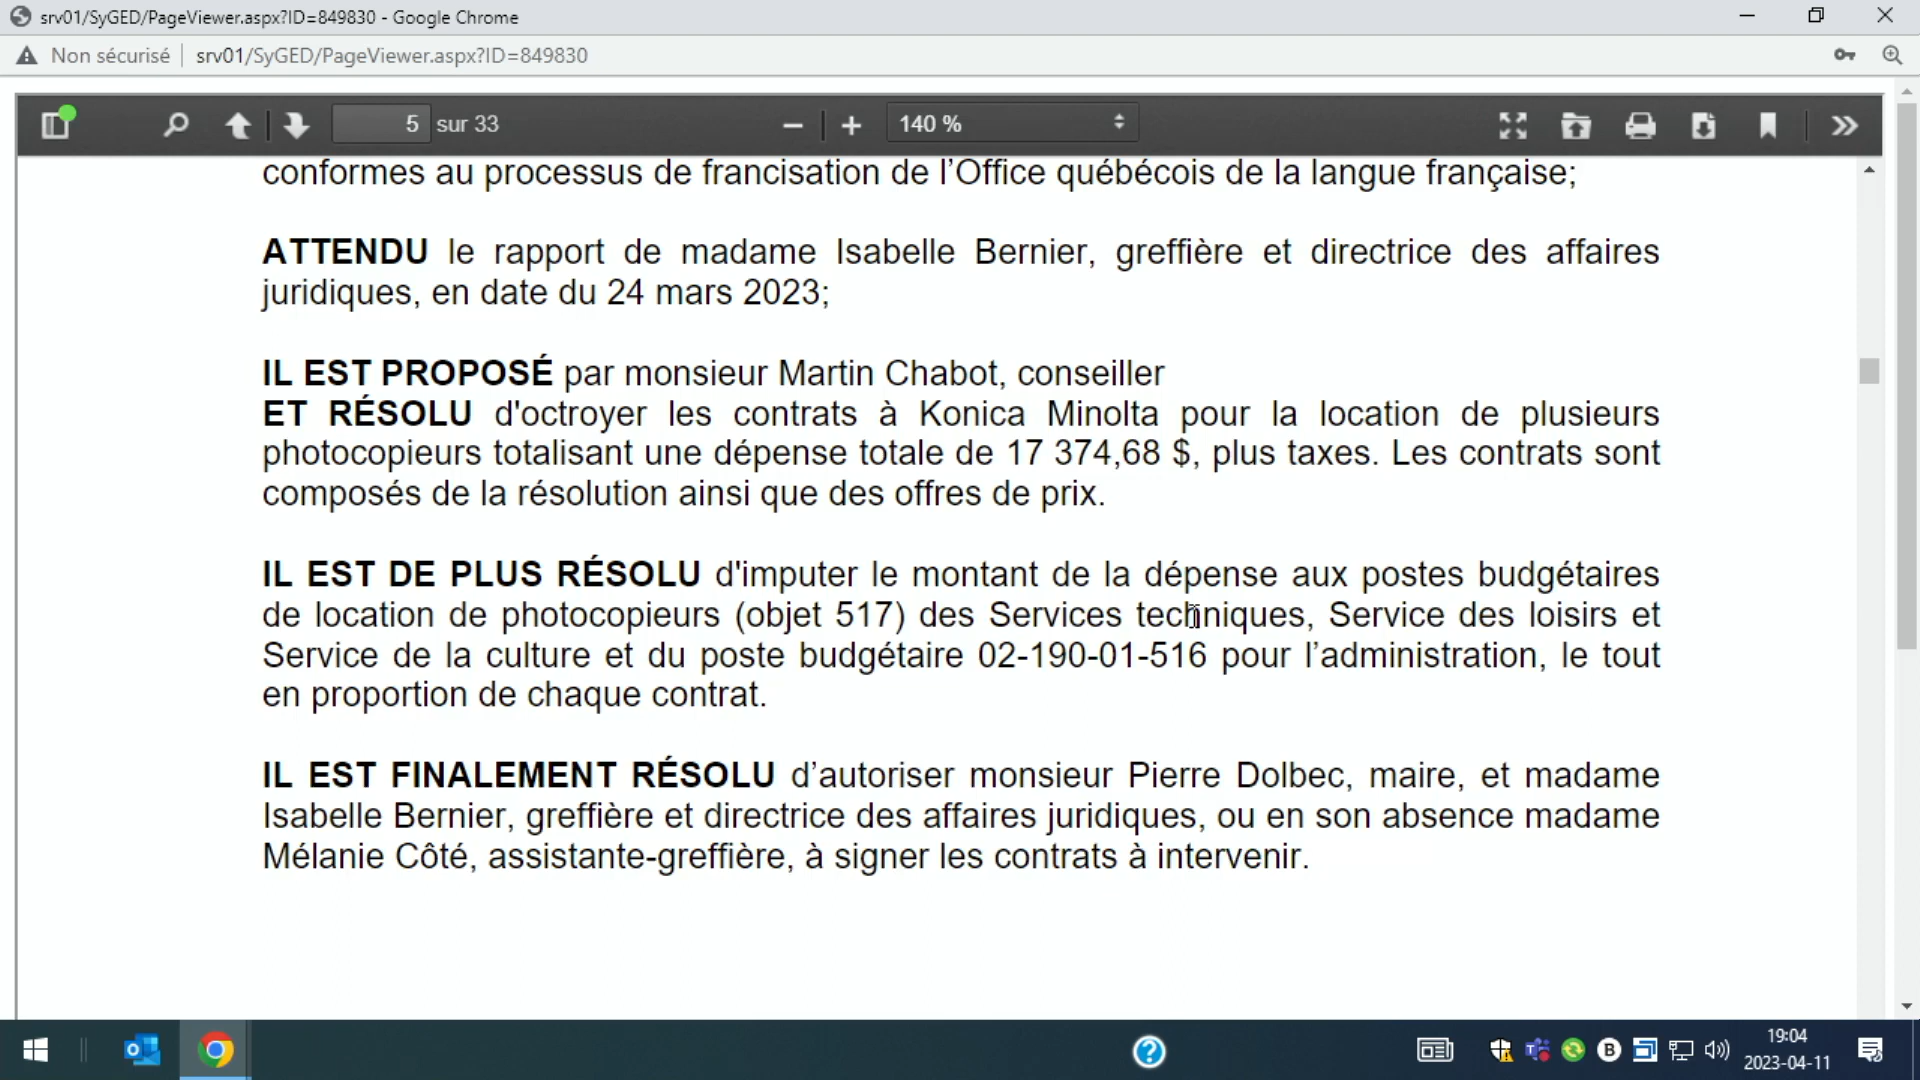 srv01/SyGED/PageViewer.aspx?ID=849830 - Google Chrome
Non sécurisé srv01/SyGED/PageViewer.aspx?ID=849830
5 sur 33 140 %
conformes au processus de francisation de l’Office québécois de la langue française;
ATTENDU le rapport de madame Isabelle Bernier, greffière et directrice des affaires
juridiques, en date du 24 mars 2023;
IL EST PROPOSÉ par monsieur Martin Chabot, conseiller
ET RÉSOLU d'octroyer les contrats à Konica Minolta pour la location de plusieurs
photocopieurs totalisant une dépense totale de 17 374,68 $, plus taxes. Les contrats sont
composés de la résolution ainsi que des offres de prix.
IL EST DE PLUS RÉSOLU d'imputer le montant de la dépense aux postes budgétaires
de location de photocopieurs (objet 517) des Services techniques, Service des loisirs et
Service de la culture et du poste budgétaire 02-190-01-516 pour l’administration, le tout
en proportion de chaque contrat.
IL EST FINALEMENT RÉSOLU d’autoriser monsieur Pierre Dolbec, maire, et madame
Isabelle Bernier, greffière et directrice des affaires juridiques, ou en son absence madame
Mélanie Côté, assistante-greffière, à signer les contrats à intervenir.
19:04
2023-04-11